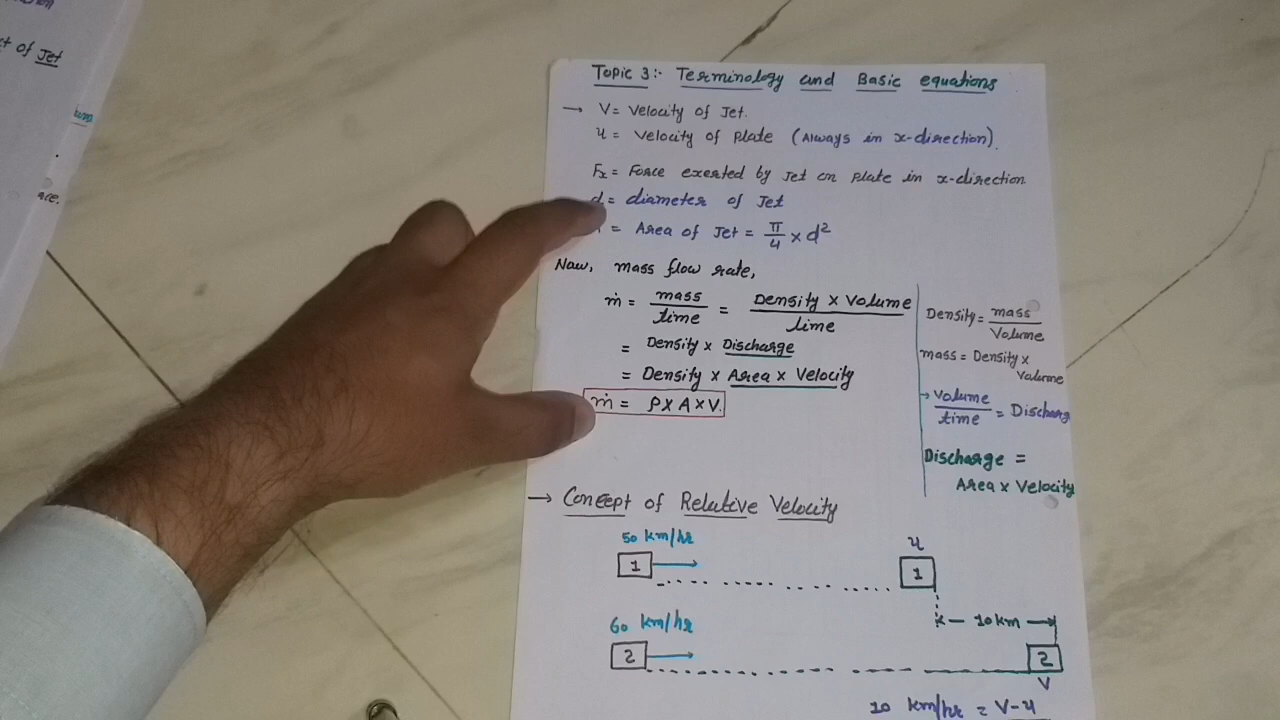 t of Jet
ace.
Topic 3:- Terminology and Basic equations
→ V = Velocity of Jet.
u = Velocity of plate (Always in x-direction).
Fx = Force exerted by Jet on plate in x-direction
d = diameter of Jet
= Area of Jet = π/4 × d²
Now, mass flow rate,
ṁ = mass/time = Density × Volume/time
= Density × Discharge
= Density × Area × Velocity
ṁ = ρ × A × V.
Density = mass/Volume
mass = Density ×
Volume
→ Volume/time = Discharg
Discharge =
Area × Velocity
→ Concept of Relative Velocity
50 km/hr
u
1
1
10 km
60 km/hr
2
2
V
10 km/hr = V-u